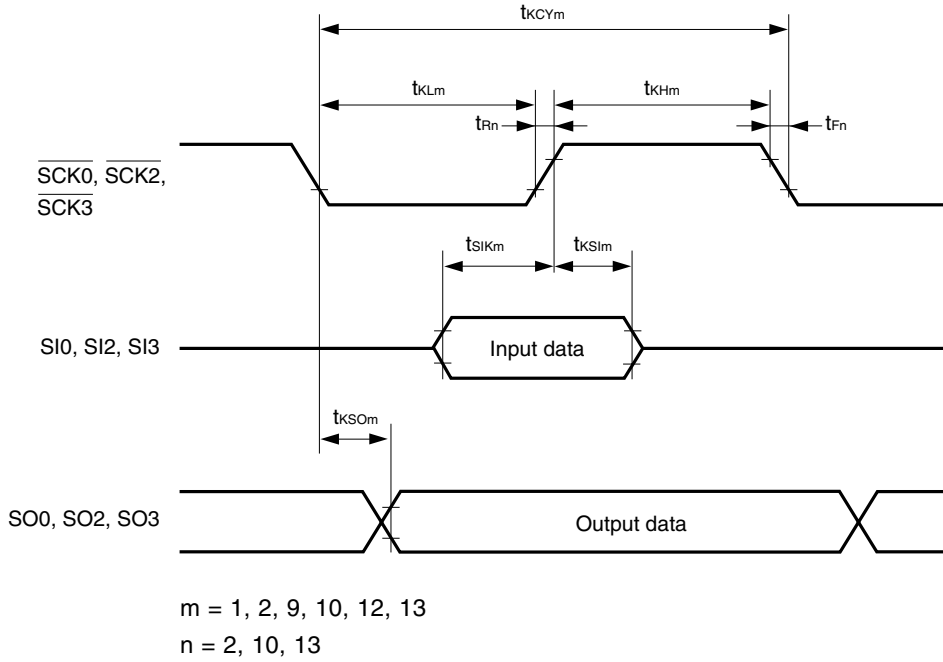 tKCYm
tKLm
tKHm
tRn
tFn
SCK0, SCK2,
SCK3
tSIKm
tKSIm
SI0, SI2, SI3
Input data
tKSOm
SO0, SO2, SO3
Output data
m = 1, 2, 9, 10, 12, 13
n = 2, 10, 13